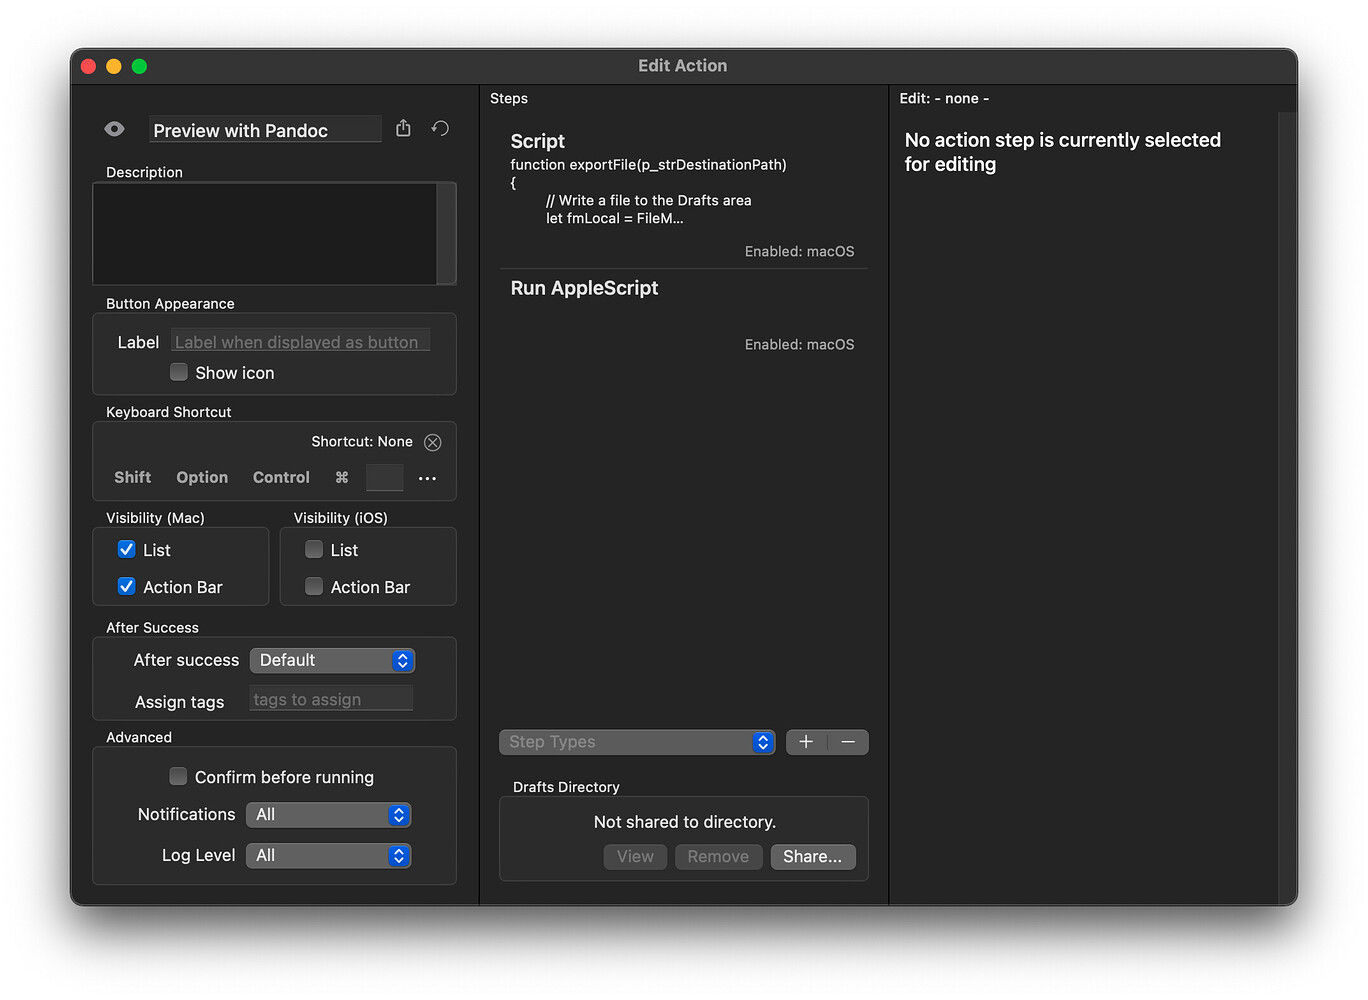 Edit Action
Preview with Pandoc
Description
Button Appearance
Label
Label when displayed as button
Show icon
Keyboard Shortcut
Shortcut: None
Shift Option Control ⌘ ...
Visibility (Mac)
List
Action Bar
Visibility (iOS)
List
Action Bar
After Success
After success Default
Assign tags tags to assign
Advanced
Confirm before running
Notifications All
Log Level All
Steps
Script
function exportFile(p_strDestinationPath)
{
// Write a file to the Drafts area
let fmLocal = FileM...
Enabled: macOS
Run AppleScript
Enabled: macOS
Step Types + −
Drafts Directory
Not shared to directory.
View Remove Share...
Edit: - none -
No action step is currently selected
for editing